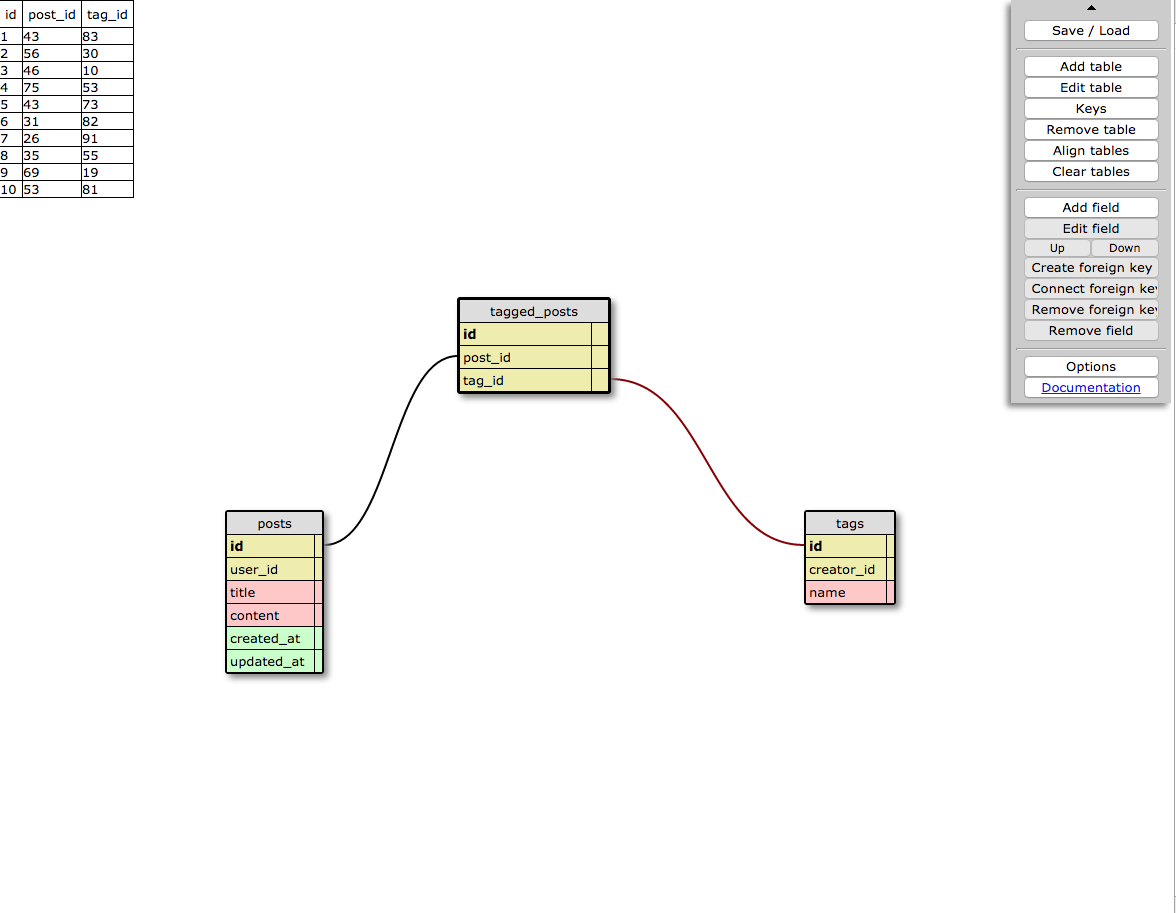 id post_id tag_id
1 43 83
2 56 30
3 46 10
4 75 53
5 43 73
6 31 82
7 26 91
8 35 55
9 69 19
10 53 81
tagged_posts
id
post_id
tag_id
posts
id
user_id
title
content
created_at
updated_at
tags
id
creator_id
name
Save / Load
Add table
Edit table
Keys
Remove table
Align tables
Clear tables
Add field
Edit field
Up Down
Create foreign key
Connect foreign key
Remove foreign key
Remove field
Options
Documentation